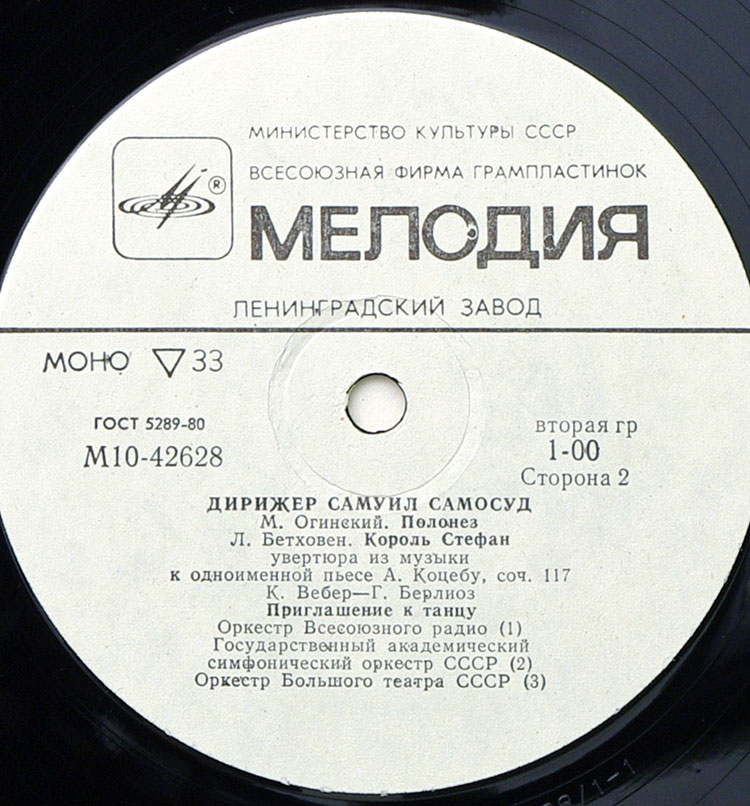 МИНИСТЕРСТВО КУЛЬТУРЫ СССР
ВСЕСОЮЗНАЯ ФИРМА ГРАМПЛАСТИНОК
®
МЕЛОДИЯ
ЛЕНИНГРАДСКИЙ ЗАВОД
МОНО ▽ 33
ГОСТ 5289-80
М10-42628
вторая гр
1-00
Сторона 2
ДИРИЖЕР САМУИЛ САМОСУД
М. Огинский. Полонез
Л. Бетховен. Король Стефан
увертюра из музыки
к одноименной пьесе А. Коцебу, соч. 117
К. Вебер—Г. Берлиоз
Приглашение к танцу
Оркестр Всесоюзного радио (1)
Государственный академический
симфонический оркестр СССР (2)
Оркестр Большого театра СССР (3)